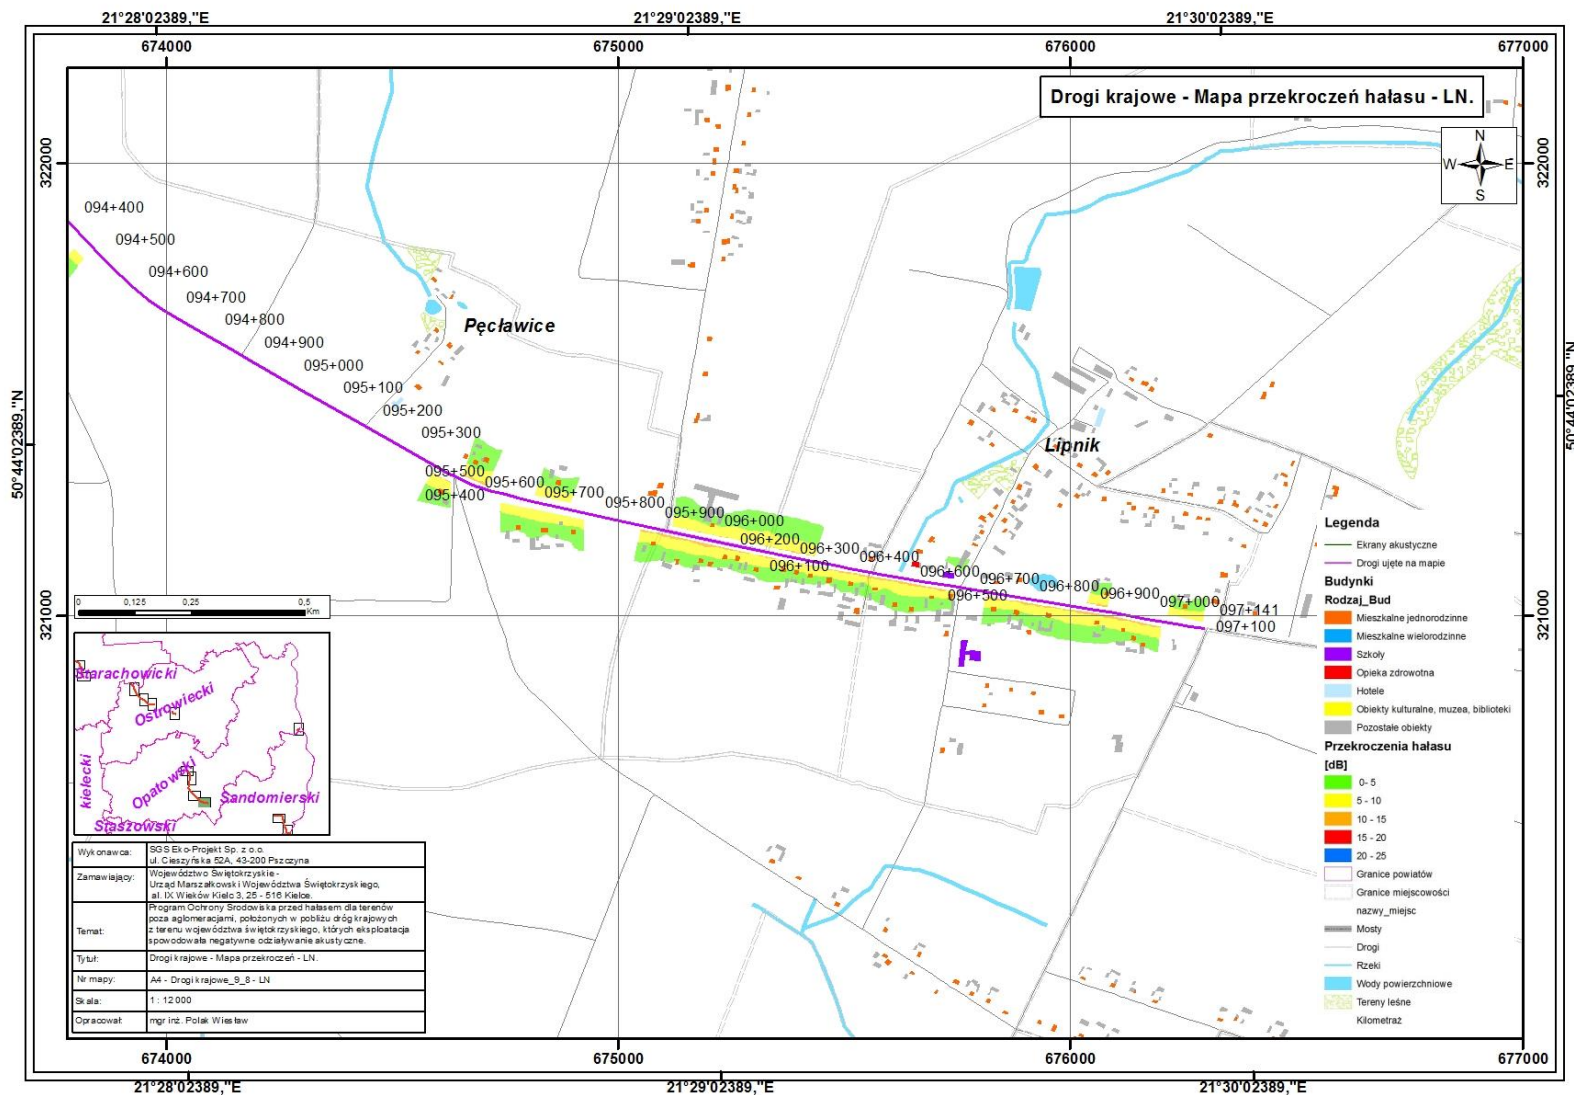 21°28'02389,"E
21°29'02389,"E
21°30'02389,"E
674000
675000
676000
677000
Drogi krajowe - Mapa przekroczeń hałasu - LN.
N
W
E
S
322000
322000
094+400
094+500
094+600
094+700
094+800
094+900
095+000
095+100
095+200
095+300
095+500
095+400
095+600
095+700
095+800
095+900
096+000
096+200
096+100
096+300
096+400
096+600
096+500
096+700
096+800
096+900
097+000
097+141
097+100
Pęcławice
Lipnik
50°44'02389,"N
50°44'02389,"N
321000
321000
0
0,125
0,25
0,5
Km
Starachowicki
Ostrowiecki
kielecki
Opatowski
Sandomierski
Staszowski
Wykonawca:
SGS Eko-Projekt Sp. z o.o.
ul. Cieszyńska 52A, 43-200 Pszczyna
Zamawiający:
Województwo Świętokrzyskie -
Urząd Marszałkowski Województwa Świętokrzyskiego,
al. IX Wieków Kielc 3, 25 - 516 Kielce.
Temat:
Program Ochrony Środowiska przed hałasem dla terenów
poza aglomeracjami, położonych w pobliżu dróg krajowych
z terenu województwa świętokrzyskiego, których eksploatacja
spowodowała negatywne odziaływanie akustyczne.
Tytuł:
Drogi krajowe - Mapa przekroczeń - LN.
Nr mapy:
A4 - Drogi krajowe_9_8 - LN
Skala:
1 : 12 000
Opracował:
mgr inż. Polak Wiesław
Legenda
Ekrany akustyczne
Drogi ujęte na mapie
Budynki
Rodzaj_Bud
Mieszkalne jednorodzinne
Mieszkalne wielorodzinne
Szkoły
Opieka zdrowotna
Hotele
Obiekty kulturalne, muzea, biblioteki
Pozostałe obiekty
Przekroczenia hałasu
[dB]
0- 5
5 - 10
10 - 15
15 - 20
20 - 25
Granice powiatów
Granice miejscowości
nazwy_miejsc
Mosty
Drogi
Rzeki
Wody powierzchniowe
Tereny leśne
Kilometraż
674000
675000
676000
677000
21°28'02389,"E
21°29'02389,"E
21°30'02389,"E